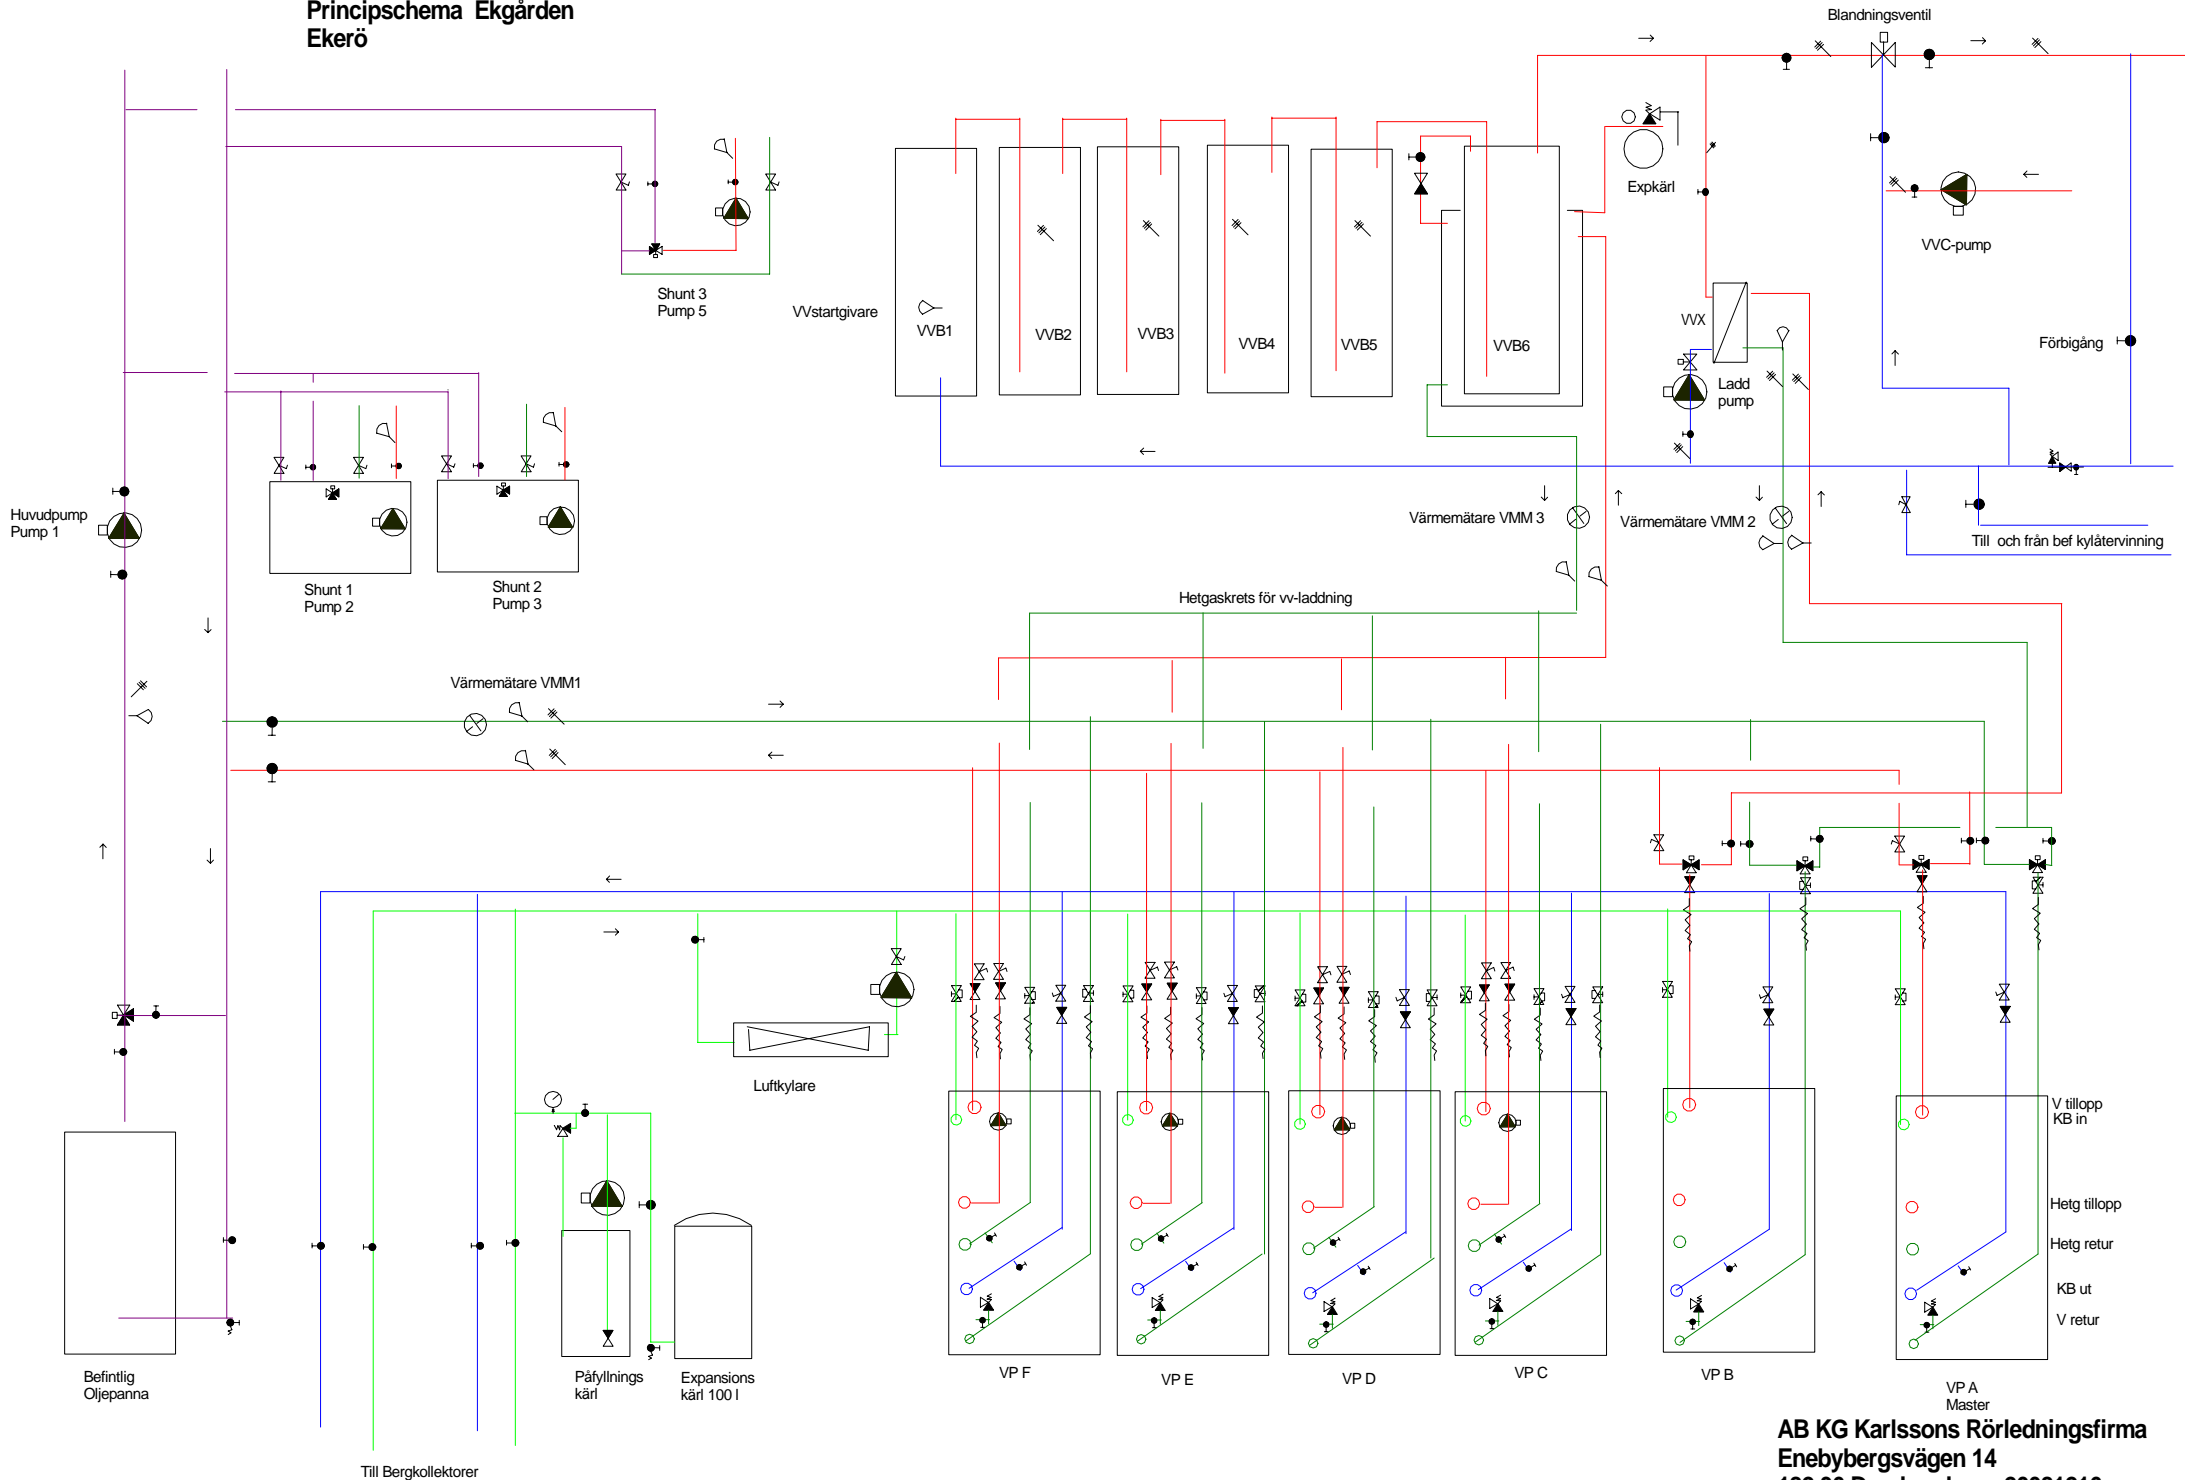 Principschema Ekgården
Ekerö
Blandningsventil
Expkärl
VVC-pump
Shunt 3
Pump 5
VVstartgivare
VVB1
VVB2
VVB3
VVB4
VVB5
VVB6
VVX
Förbigång
Ladd
pump
Huvudpump
Pump 1
Värmemätare VMM 3
Värmemätare VMM 2
Till och från bef kylåtervinning
Shunt 1
Pump 2
Shunt 2
Pump 3
Hetgaskrets för vv-laddning
Värmemätare VMM1
Luftkylare
V tillopp
KB in
Hetg tillopp
Hetg retur
KB ut
V retur
Befintlig
Oljepanna
Påfyllnings
kärl
Expansions
kärl 100 l
VP F
VP E
VP D
VP C
VP B
VP A
Master
Till Bergkollektorer
AB KG Karlssons Rörledningsfirma
Enebybergsvägen 14